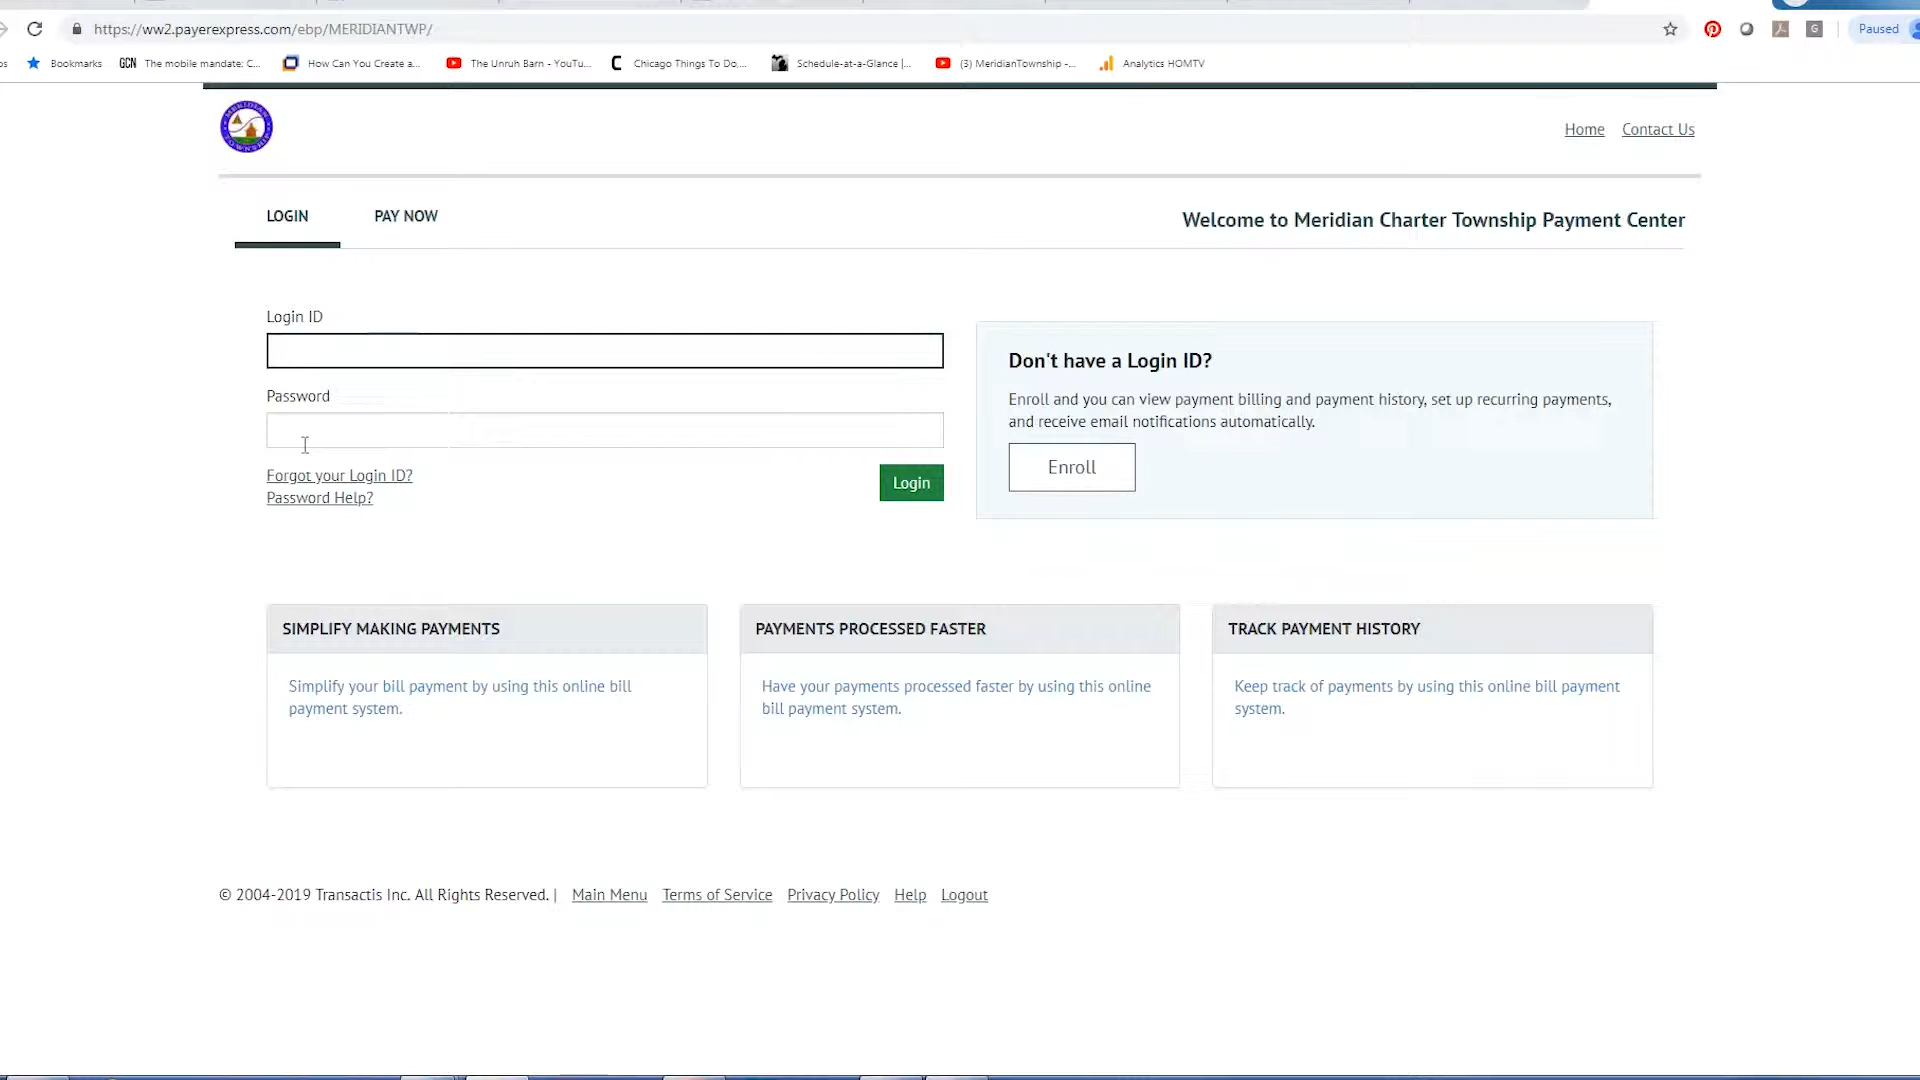 https://ww2.payerexpress.com/ebp/MERIDIANTWP/
Paused
Bookmarks
GCN The mobile mandate: C...
How Can You Create a...
The Unruh Barn - YouTu...
Chicago Things To Do,...
Schedule-at-a-Glance |...
(3) MeridianTownship -...
Analytics HOMTV
MERIDIAN
TOWNSHIP
Home Contact Us
LOGIN PAY NOW
Welcome to Meridian Charter Township Payment Center
Login ID
Password
Forgot your Login ID?
Password Help?
Login
Don't have a Login ID?
Enroll and you can view payment billing and payment history, set up recurring payments,
and receive email notifications automatically.
Enroll
SIMPLIFY MAKING PAYMENTS
Simplify your bill payment by using this online bill
payment system.
PAYMENTS PROCESSED FASTER
Have your payments processed faster by using this online
bill payment system.
TRACK PAYMENT HISTORY
Keep track of payments by using this online bill payment
system.
© 2004-2019 Transactis Inc. All Rights Reserved. | Main Menu Terms of Service Privacy Policy Help Logout